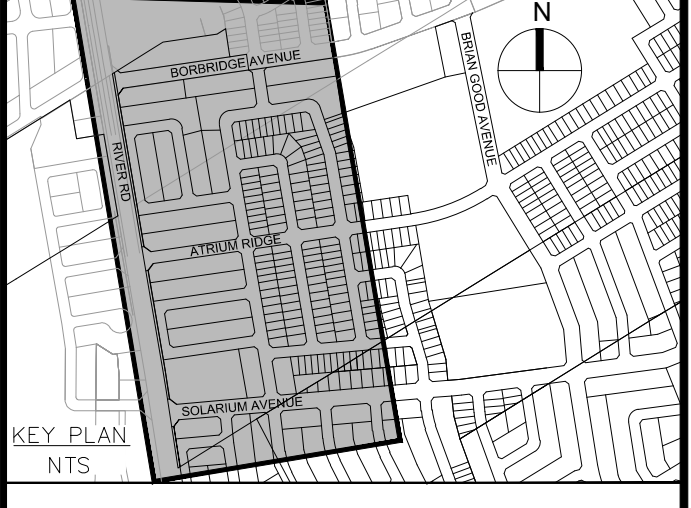 N
BORBRIDGE AVENUE
BRIAN GOOD AVENUE
RIVER RD
ATRIUM RIDGE
SOLARIUM AVENUE
KEY PLAN
NTS